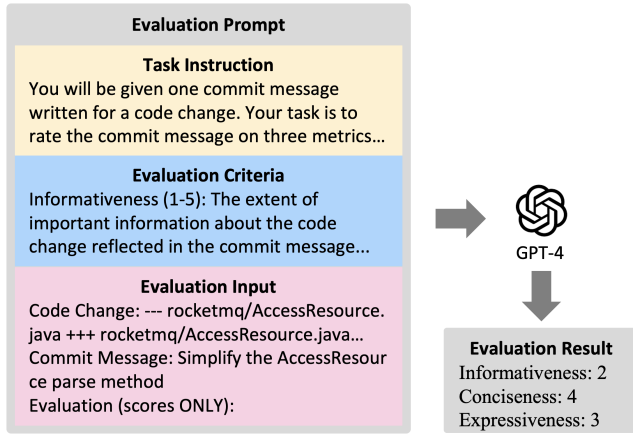 Evaluation Prompt
Task Instruction
You will be given one commit message
written for a code change. Your task is to
rate the commit message on three metrics…
Evaluation Criteria
Informativeness (1-5): The extent of
important information about the code
change reflected in the commit message...
Evaluation Input
Code Change: --- rocketmq/AccessResource.
java +++ rocketmq/AccessResource.java…
Commit Message: Simplify the AccessResour
ce parse method
Evaluation (scores ONLY):
GPT-4
Evaluation Result
Informativeness: 2
Conciseness: 4
Expressiveness: 3